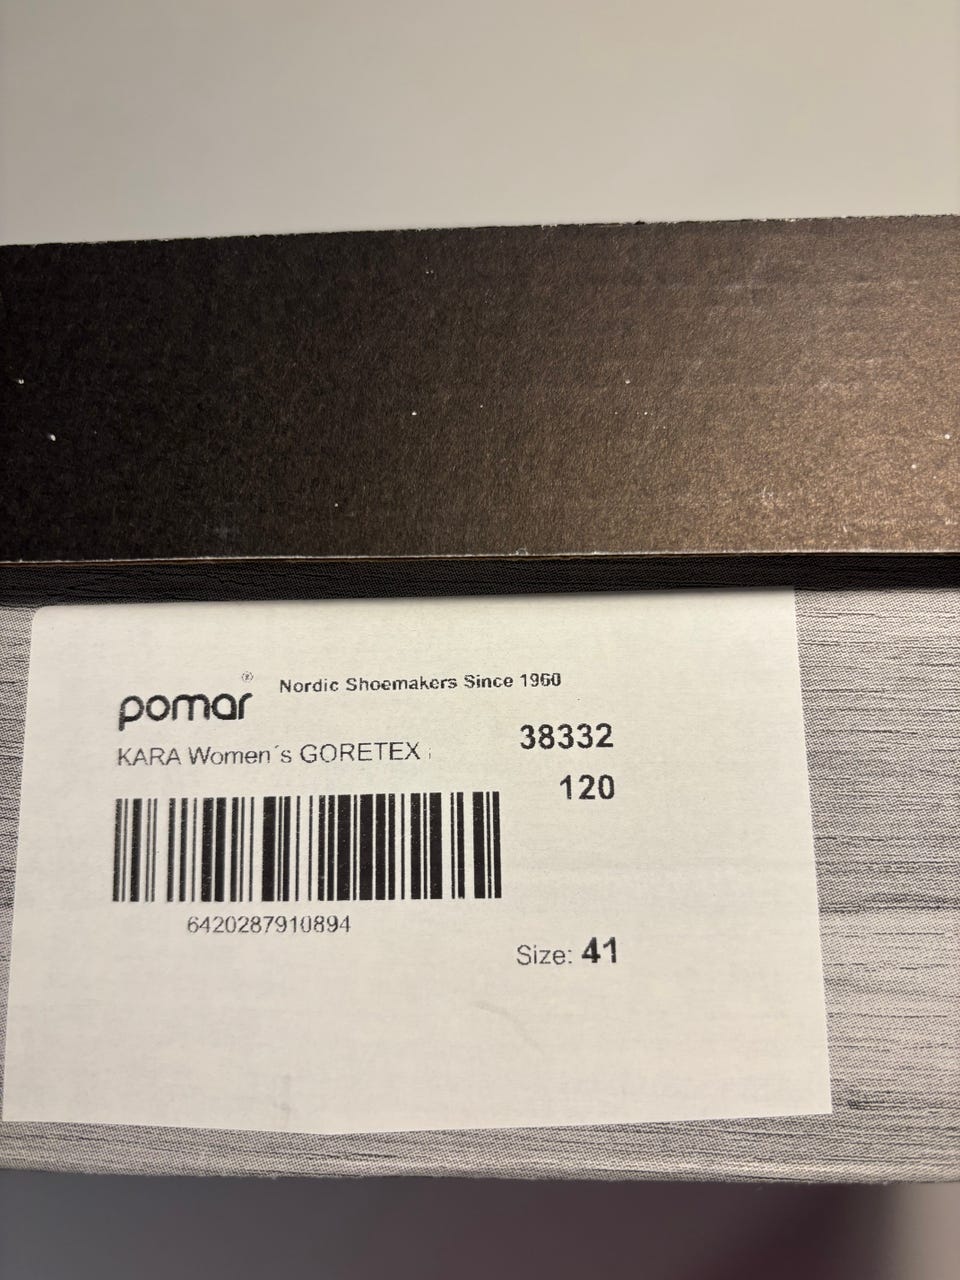 pomar® Nordic Shoemakers Since 1960
KARA Women´s GORETEX
38332
120
6420287910894
Size: 41